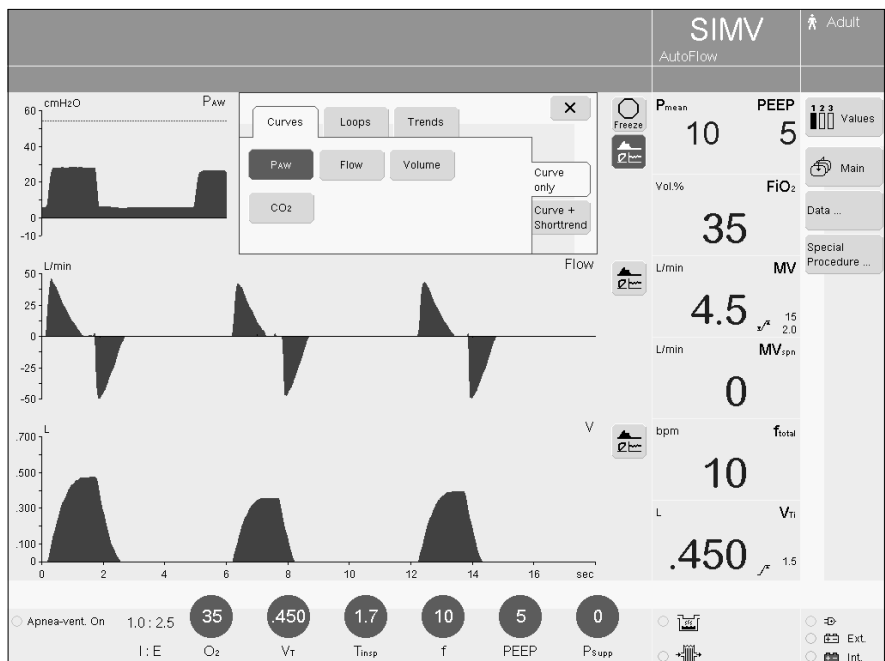 SIMV
AutoFlow
Adult
cmH2O
PAW
60
40
20
0
-10
Curves Loops Trends
PAW Flow Volume
CO2
Curve
only
Curve +
Shorttrend
Freeze
Pmean PEEP
10 5
Vol.% FiO2
35
L/min MV
4.5
15
2.0
L/min MVspn
0
bpm ftotal
10
L VTi
.450
1.5
1 2 3
Values
Main
Data ...
Special
Procedure ...
L/min
Flow
50
25
0
-25
-50
L
V
.700
.500
.300
.100
0
0 2 4 6 8 10 12 14 16 sec
Apnea-vent. On
1.0 : 2.5 35 .450 1.7 10 5 0
I : E O2 VT Tinsp f PEEP Psupp
Ext.
Int.